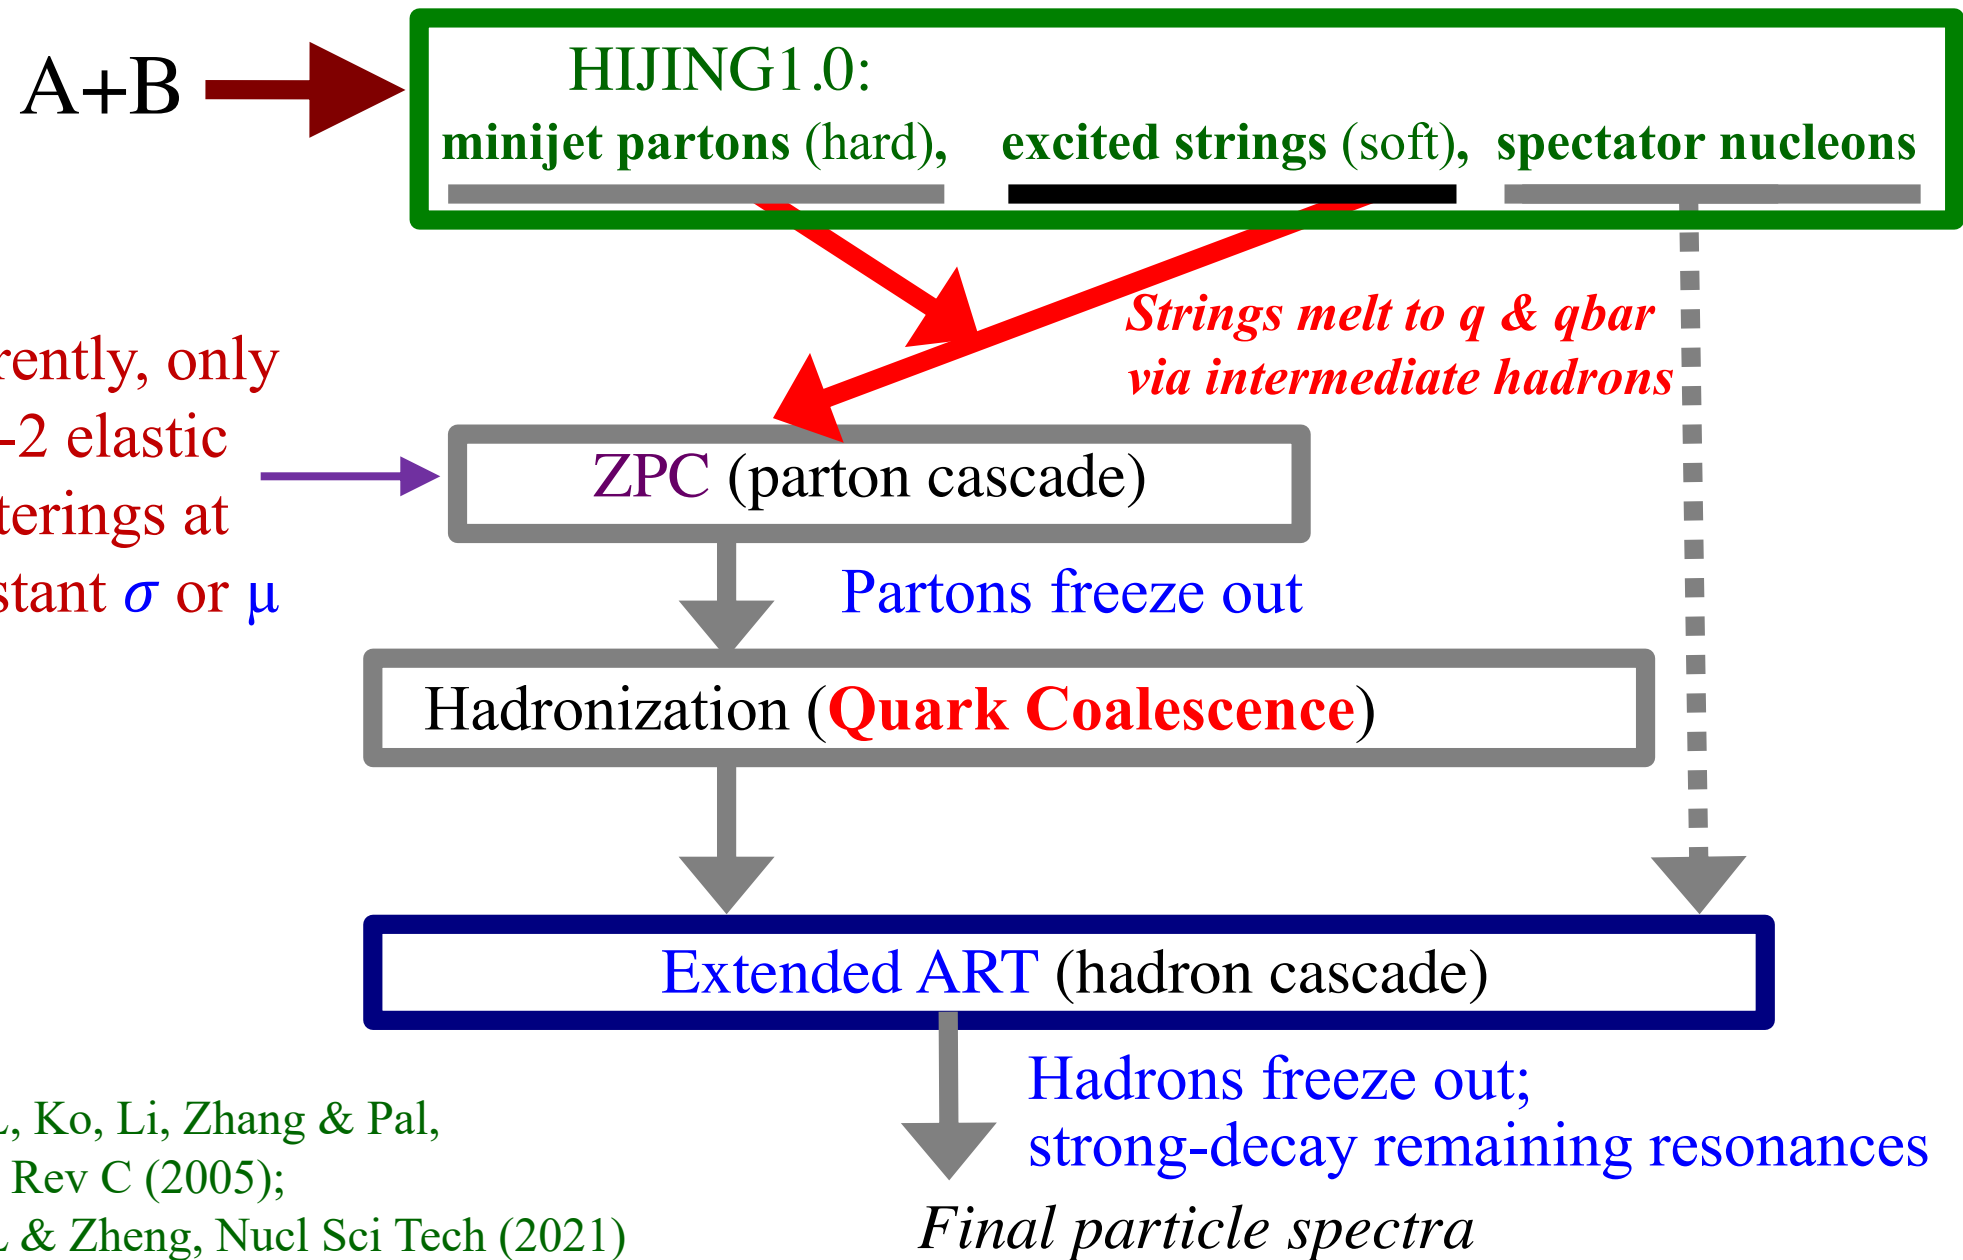 A+B
HIJING1.0:
minijet partons (hard), excited strings (soft), spectator nucleons
Strings melt to q & qbar
via intermediate hadrons
rently, only
-2 elastic
terings at
stant σ or μ
ZPC (parton cascade)
Partons freeze out
Hadronization (Quark Coalescence)
Extended ART (hadron cascade)
Hadrons freeze out;
strong-decay remaining resonances
Final particle spectra
, Ko, Li, Zhang & Pal,
Rev C (2005);
& Zheng, Nucl Sci Tech (2021)